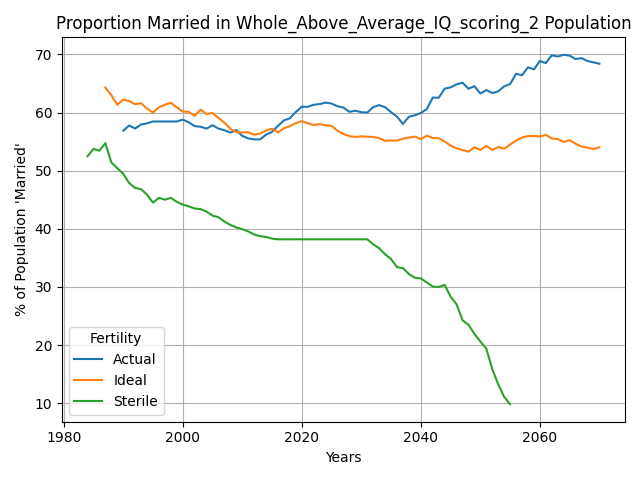 Proportion Married in Whole_Above_Average_IQ_scoring_2 Population
% of Population 'Married'
70
60
50
40
30
20
10
Fertility
Actual
Ideal
Sterile
1980
2000
2020
2040
2060
Years